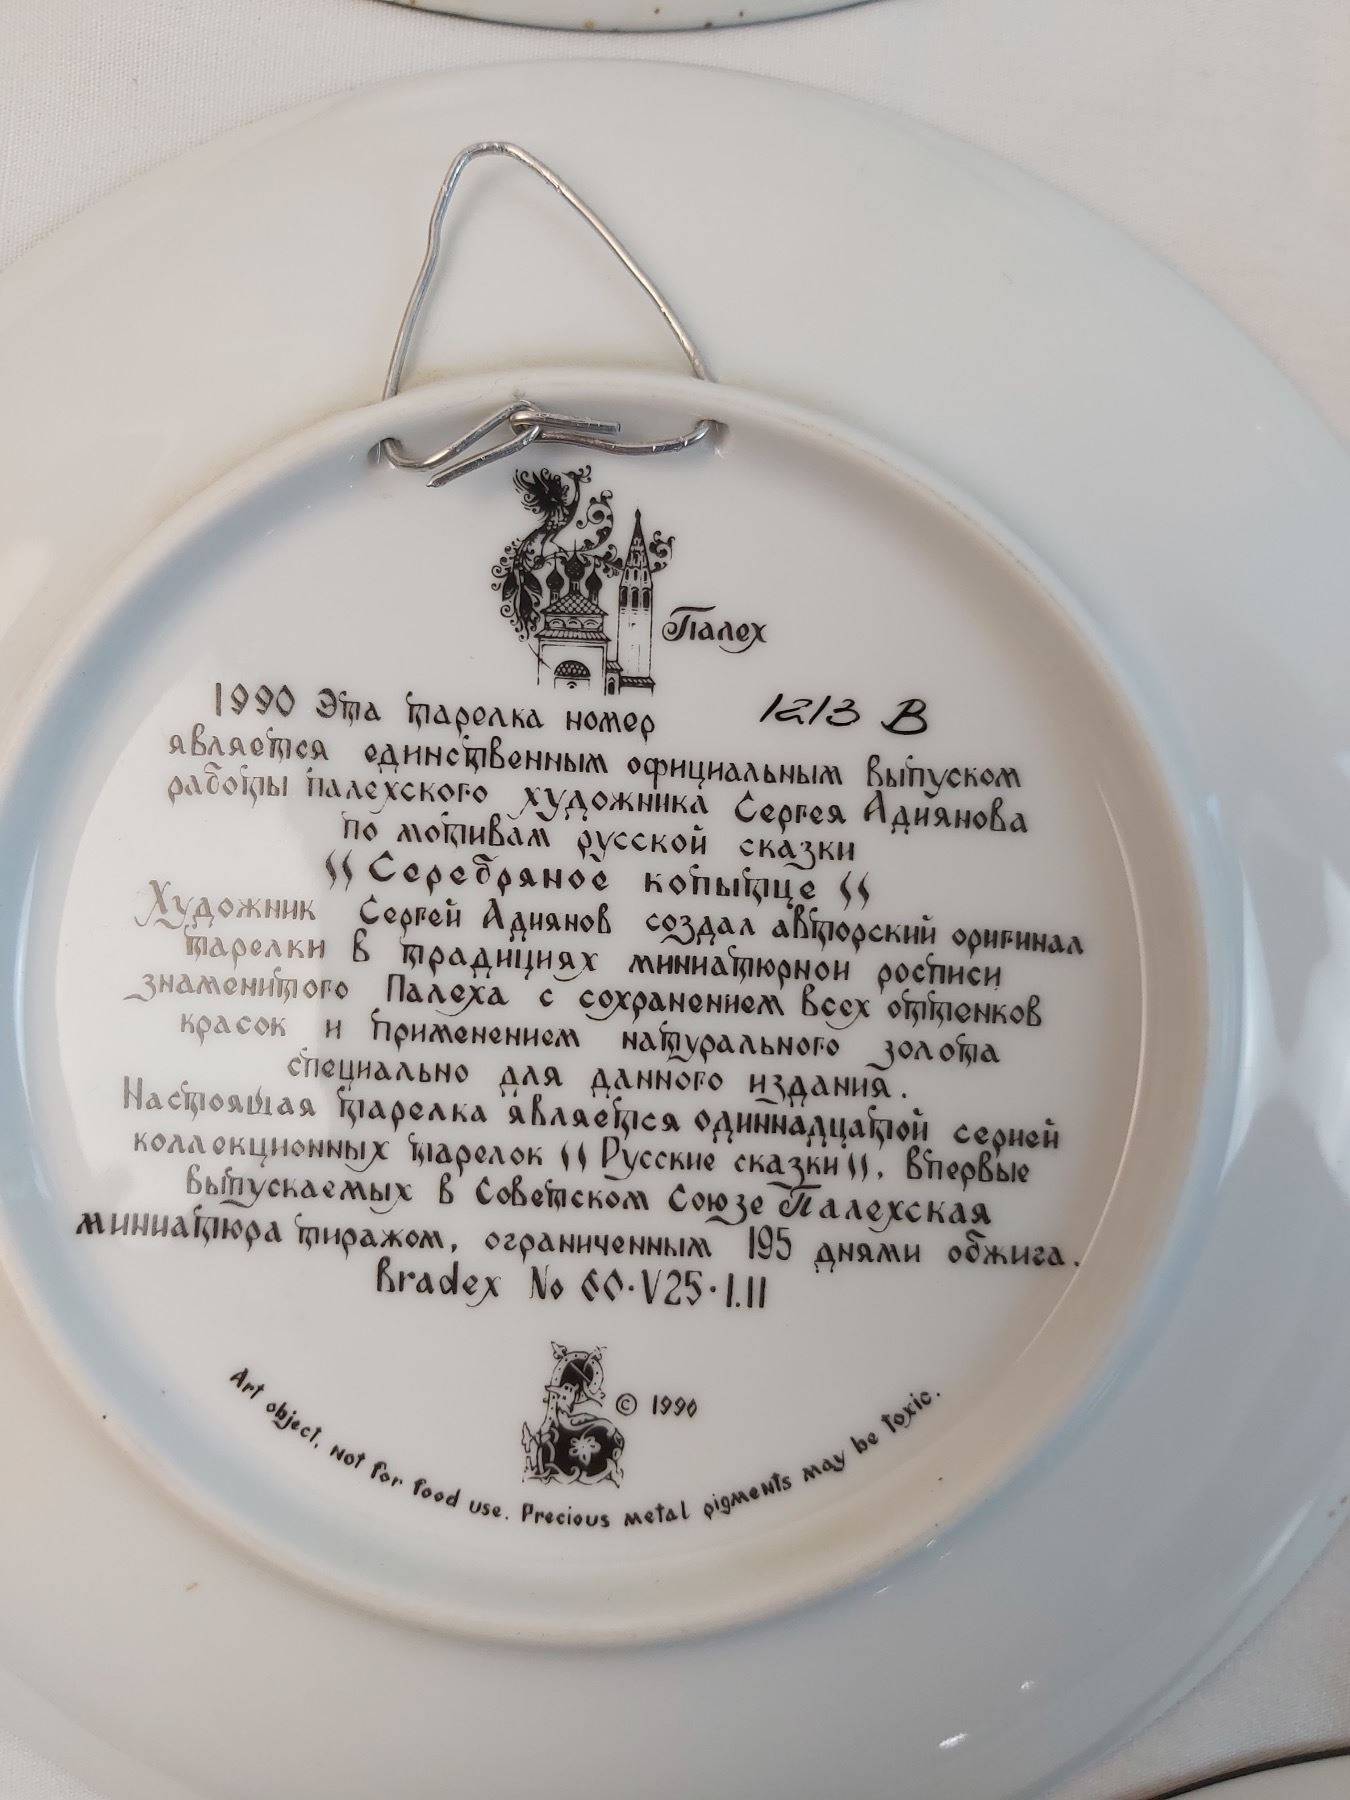 Палех
1990 Эта тарелка номер 1213 B
является единственным официальным выпуском
работы палехского художника Сергея Адиянова
по мотивам русской сказки
"Серебряное копытце"
Художник Сергей Адиянов создал авторский оригинал
тарелки в традициях миниатюрной росписи
знаменитого Палеха с сохранением всех оттенков
красок и применением натурального золота
специально для данного издания.
Настоящая тарелка является одиннадцатой серией
коллекционных тарелок "Русские сказки". Впервые
выпускаемых в Советском Союзе Палехская
миниатюра тиражом, ограниченным 195 днями обжига.
Bradex No 60·V25·1.11
© 1990
Art object, not for food use. Precious metal pigments may be toxic.